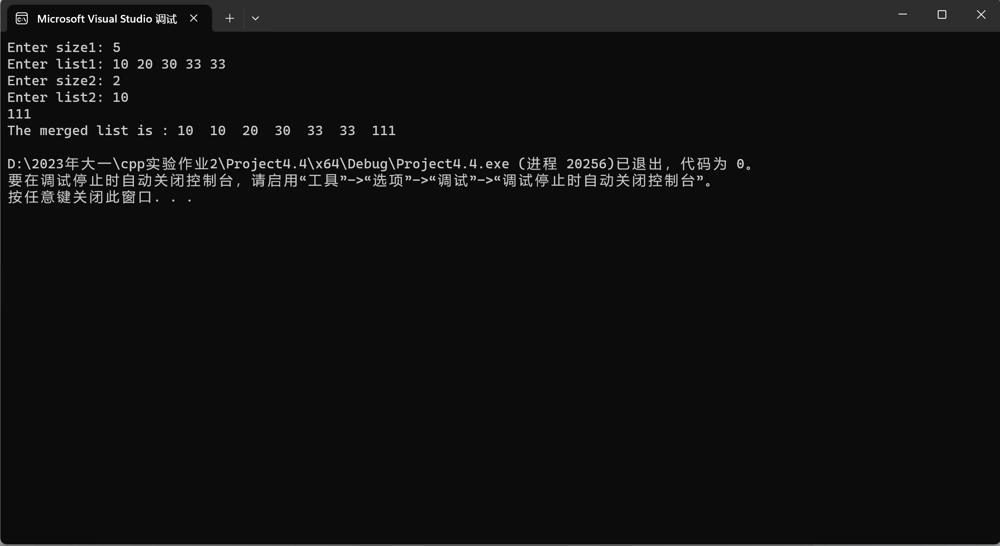 Microsoft Visual Studio 调试
Enter size1: 5
Enter list1: 10 20 30 33 33
Enter size2: 2
Enter list2: 10
111
The merged list is : 10  10  20  30  33  33  111
D:\2023年大一\cpp实验作业2\Project4.4\x64\Debug\Project4.4.exe (进程 20256)已退出，代码为 0。
要在调试停止时自动关闭控制台，请启用“工具”->“选项”->“调试”->“调试停止时自动关闭控制台”。
按任意键关闭此窗口. . .